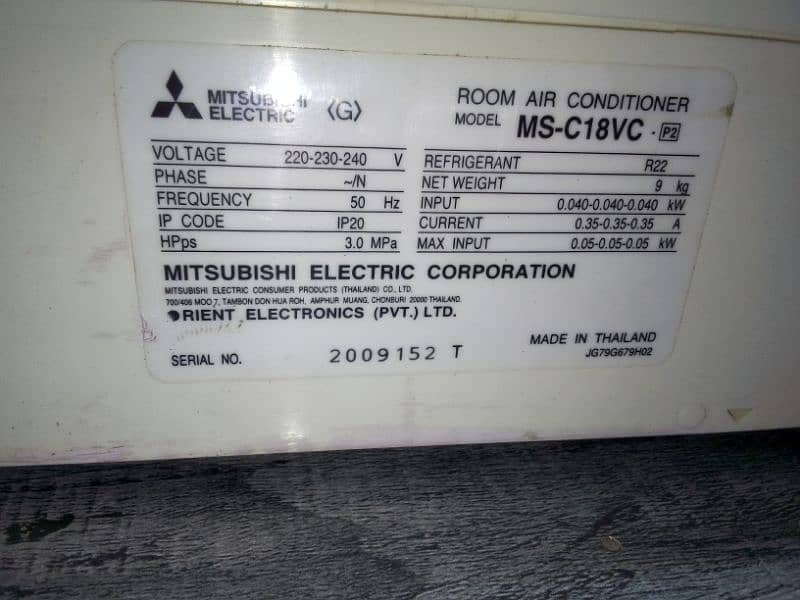 MITSUBISHI ELECTRIC 〈G〉
ROOM AIR CONDITIONER
MODEL MS-C18VC - P2
VOLTAGE 220-230-240 V
PHASE ~/N
FREQUENCY 50 Hz
IP CODE IP20
HPps 3.0 MPa
REFRIGERANT R22
NET WEIGHT 9 kg
INPUT 0.040-0.040-0.040 kW
CURRENT 0.35-0.35-0.35 A
MAX INPUT 0.05-0.05-0.05 kW
MITSUBISHI ELECTRIC CORPORATION
MITSUBISHI ELECTRIC CONSUMER PRODUCTS (THAILAND) CO., LTD.
700/406 MOO 7, TAMBON DON HUA ROH, AMPHUR MUANG, CHONBURI 20000 THAILAND.
ORIENT ELECTRONICS (PVT.) LTD.
SERIAL NO. 2009152 T
MADE IN THAILAND
JG79G679H02